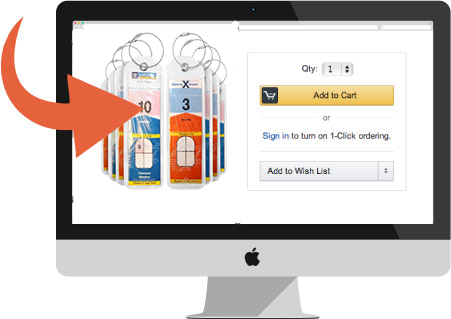 Qty: 1
Add to Cart
or
Sign in to turn on 1-Click ordering.
Add to Wish List
10
X
3